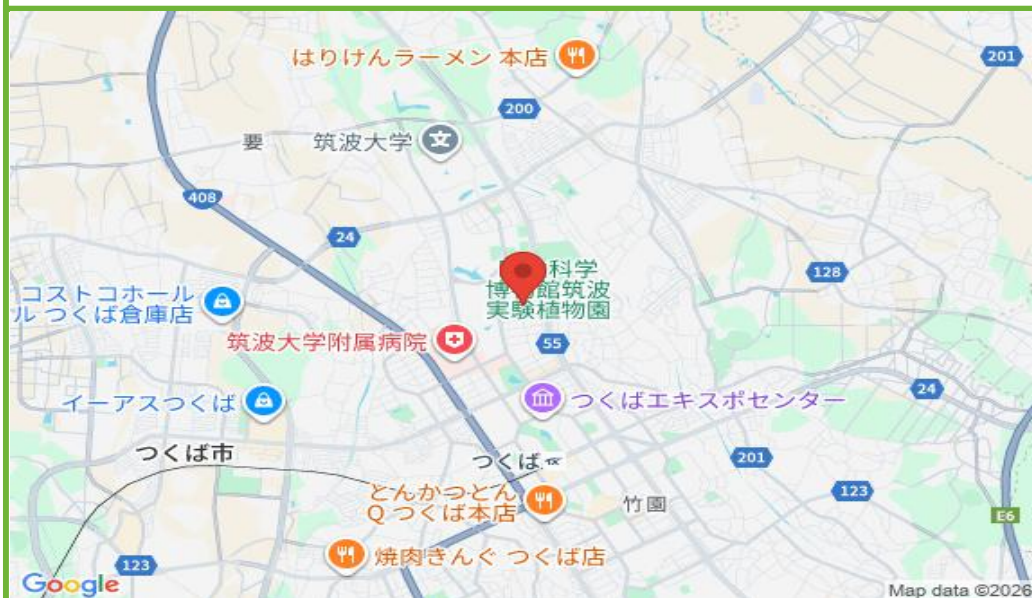 はりけんラーメン 本店
201
200
要
筑波大学
文
408
24
科学
128
コストコホール
ル つくば倉庫店
博 館筑波
実験植物園
筑波大学附属病院
55
イーアスつくば
つくばエキスポセンター
24
つくば市
つくば
201
とんかつとん
Q つくば本店
竹園
123
E6
焼肉きんぐ つくば店
123
Google
Map data ©2026